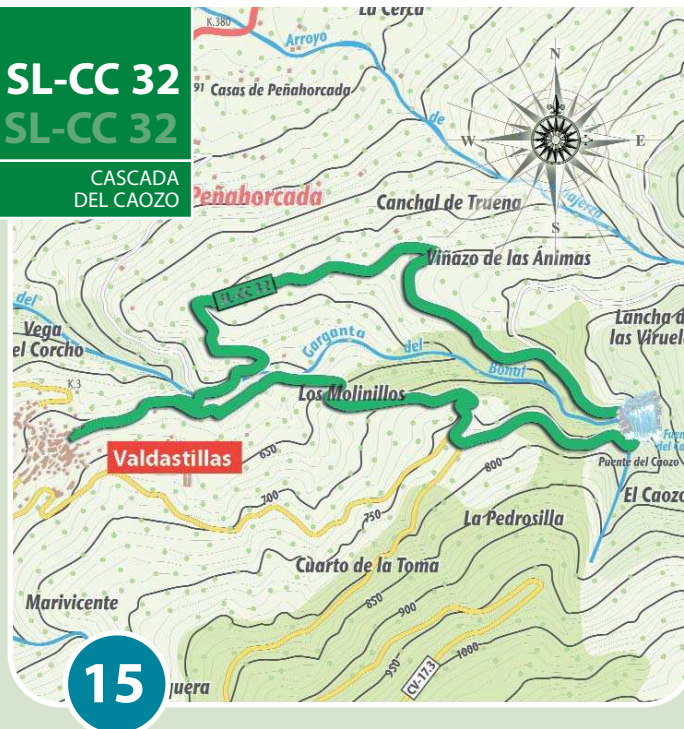 SL-CC 32
SL-CC 32
CASCADA
DEL CAOZO
La Cerca
K.380
Arroyo
de
91 Casas de Peñahorcada
N
W
E
S
Peñahorcada
Canchal de Truena
Viñazo de las Ánimas
SL-CC 32
del
Vega
el Corcho
Garganta
del
Bonal
Lancha d
las Viruel
K.3
Los Molinillos
Valdastillas
650
700
750
800
Puente del Caozo
El Caozo
La Pedrosilla
Cuarto de la Toma
850
900
950
1000
CV-17.3
Marivicente
15
guera